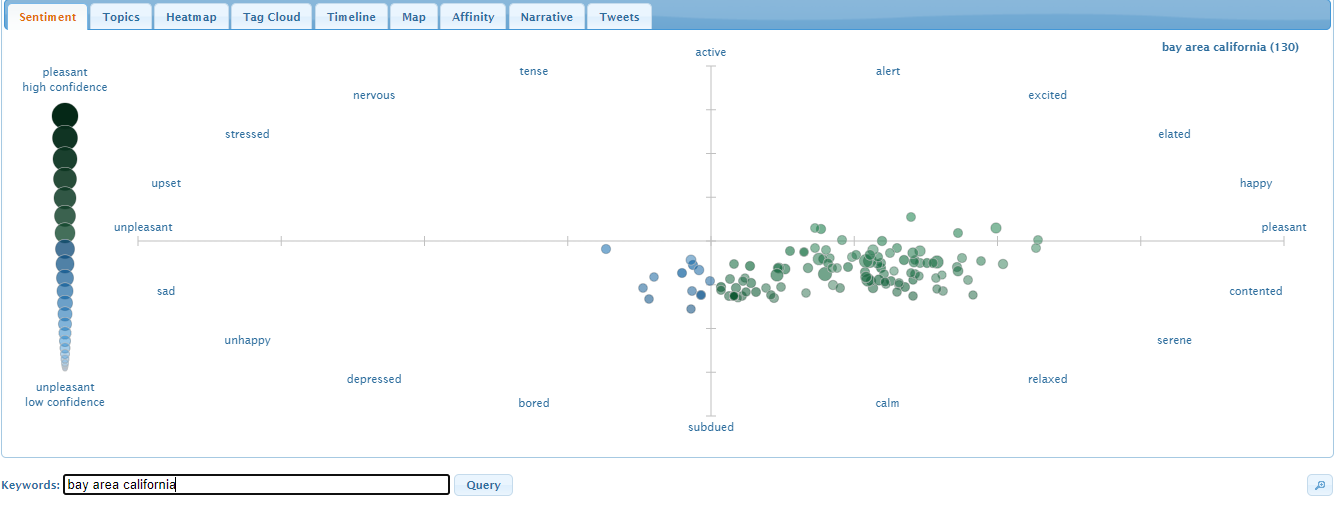 Sentiment Topics Heatmap Tag Cloud Timeline Map Affinity Narrative Tweets
bay area california (130)
active
pleasant
high confidence
tense
alert
nervous
excited
stressed
elated
upset
happy
unpleasant
pleasant
sad
contented
unhappy
serene
depressed
relaxed
unpleasant
low confidence
bored
calm
subdued
Keywords: bay area california Query